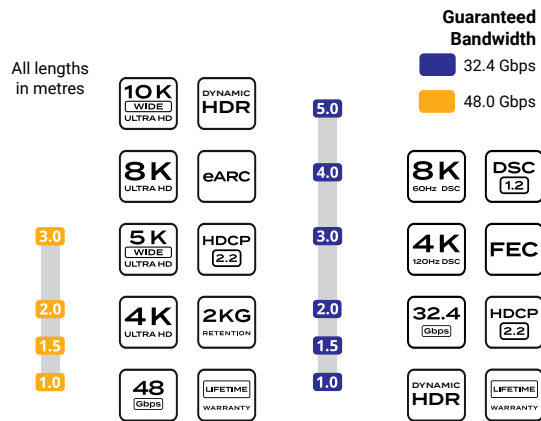 Guaranteed
Bandwidth
32.4 Gbps
48.0 Gbps
All lengths
in metres
3.0
2.0
1.5
1.0
10K
WIDE
ULTRA HD
DYNAMIC
HDR
8K
ULTRA HD
eARC
5K
WIDE
ULTRA HD
HDCP
2.2
4K
ULTRA HD
2KG
RETENTION
48
Gbps
LIFETIME
WARRANTY
5.0
4.0
3.0
2.0
1.5
1.0
8K
60Hz DSC
DSC
1.2
4K
120Hz DSC
FEC
32.4
Gbps
HDCP
2.2
DYNAMIC
HDR
LIFETIME
WARRANTY